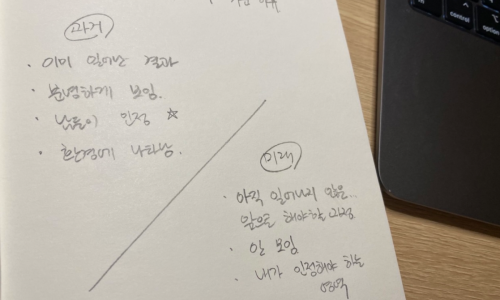 과거
· 이미 일어난 결과
· 분명하게 보임.
· 남들이 인정 ☆
· 환경에 나타남.
미래
· 아직 일어나지 않은..
앞으로 해야할 과정
· 안 보임
· 내가 인정해야 하는
영역
control
option